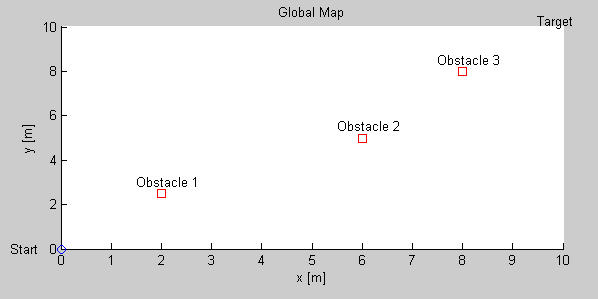 Global Map
Target
10
Obstacle 3
8
6
Obstacle 2
y [m]
4
Obstacle 1
2
Start
0
0 1 2 3 4 5 6 7 8 9 10
x [m]